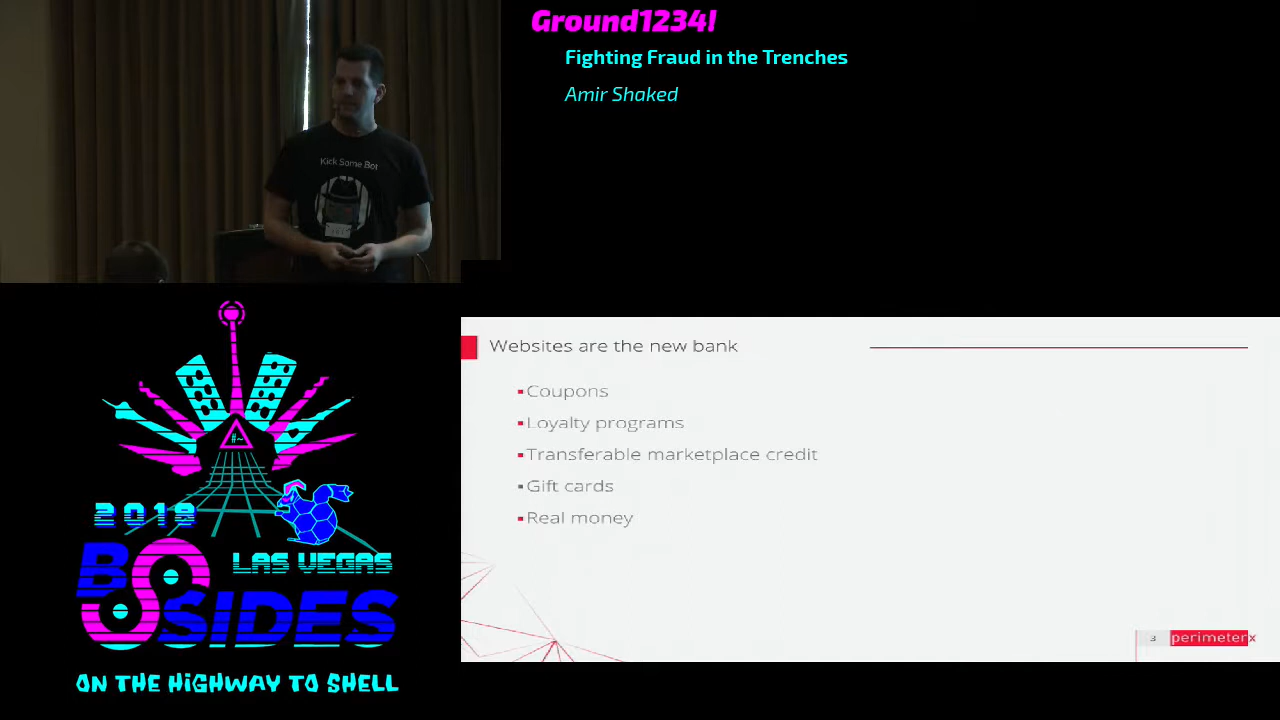 Ground1234!
Fighting Fraud in the Trenches
Amir Shaked
Kick Some Bot
#~
2019
LAS VEGAS
BSIDES
ON THE HIGHWAY TO SHELL
Websites are the new bank
Coupons
Loyalty programs
Transferable marketplace credit
Gift cards
Real money
3
perimeterx